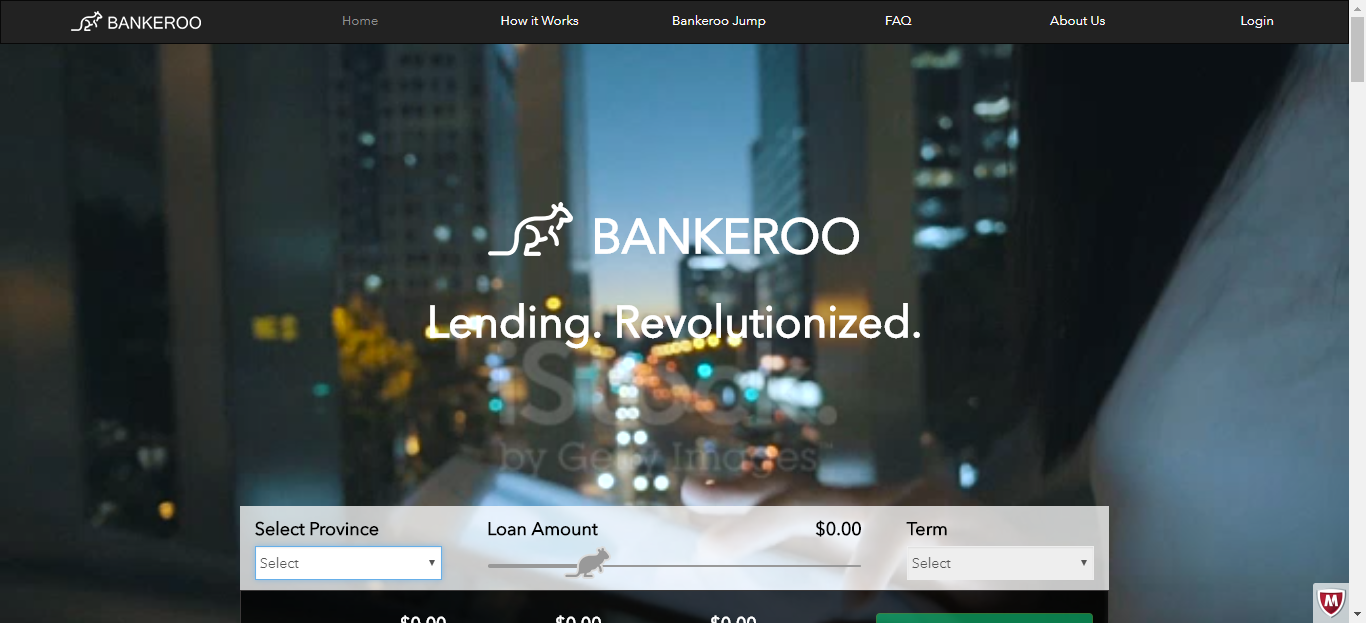 BANKEROO Home How it Works Bankeroo Jump FAQ About Us Login
BANKEROO
Lending. Revolutionized.
iStock.
by Getty Images™
Select Province Loan Amount $0.00 Term
Select Select
$0.00 $0.00 $0.00